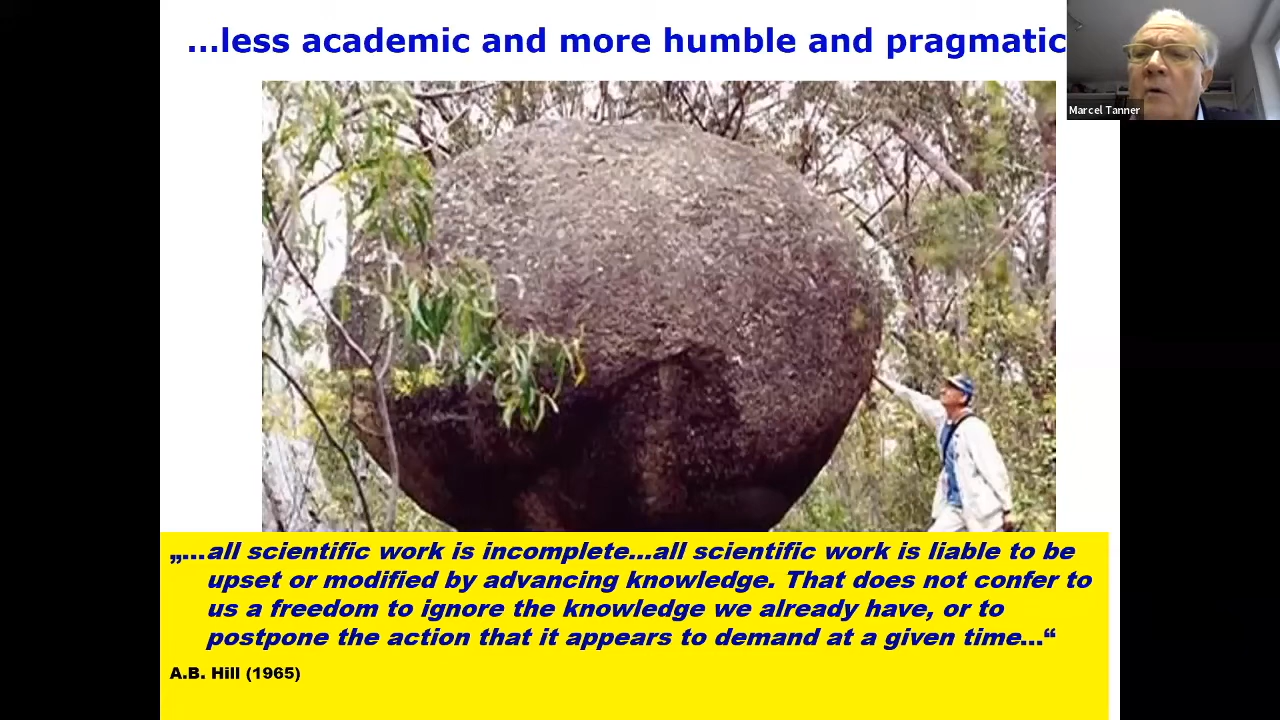 ...less academic and more humble and pragmatic
Marcel Tanner
„...all scientific work is incomplete...all scientific work is liable to be
upset or modified by advancing knowledge. That does not confer to
us a freedom to ignore the knowledge we already have, or to
postpone the action that it appears to demand at a given time...“
A.B. Hill (1965)